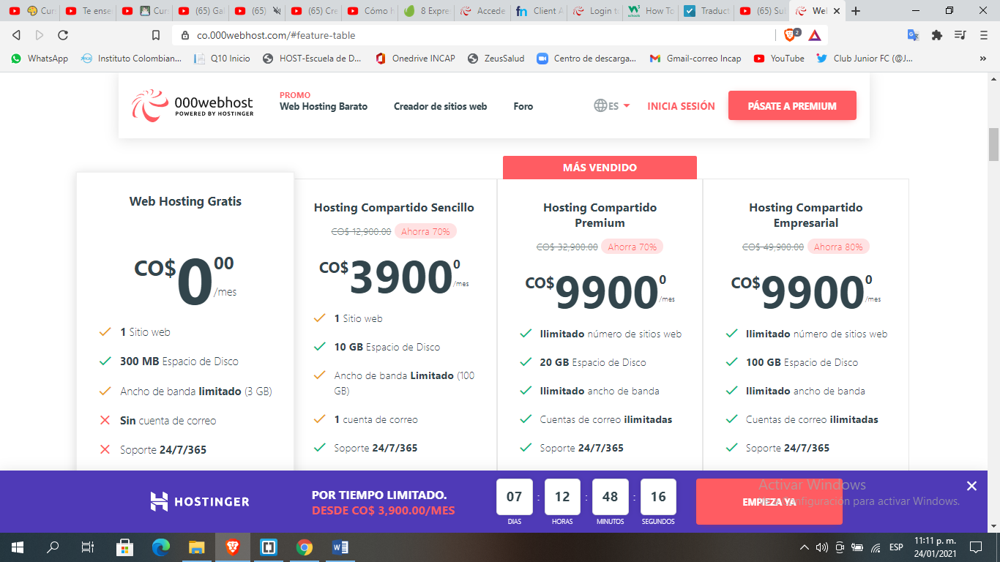 Cur
Te ense
Cur
(65) Gal
(65)
(65) Cre
Cómo h
8 Expre
Accede
Client A
Login to
How To
Traduct
(65) Su
Wel
co.000webhost.com/#feature-table
2
WhatsApp
Instituto Colombian...
Q10 Inicio
HOST-Escuela de D...
Onedrive INCAP
ZeusSalud
Centro de descarga...
Gmail-correo Incap
YouTube
Club Junior FC (@J...
»
000webhost
POWERED BY HOSTINGER
PROMO
Web Hosting Barato
Creador de sitios web
Foro
ES
INICIA SESIÓN
PÁSATE A PREMIUM
MÁS VENDIDO
Web Hosting Gratis
CO$ 0 00 /mes
1 Sitio web
300 MB Espacio de Disco
Ancho de banda limitado (3 GB)
Sin cuenta de correo
Soporte 24/7/365
Hosting Compartido Sencillo
CO$ 12,900.00 Ahorra 70%
CO$ 3900 0 /mes
1 Sitio web
10 GB Espacio de Disco
Ancho de banda Limitado (100
GB)
1 cuenta de correo
Soporte 24/7/365
Hosting Compartido
Premium
CO$ 32,900.00 Ahorra 70%
CO$ 9900 0 /mes
Ilimitado número de sitios web
20 GB Espacio de Disco
Ilimitado ancho de banda
Cuentas de correo ilimitadas
Soporte 24/7/365
Hosting Compartido
Empresarial
CO$ 49,900.00 Ahorra 80%
CO$ 9900 0 /mes
Ilimitado número de sitios web
100 GB Espacio de Disco
Ilimitado ancho de banda
Cuentas de correo ilimitadas
Soporte 24/7/365
HOSTINGER
POR TIEMPO LIMITADO.
DESDE CO$ 3,900.00/MES
07 : 12 : 48 : 16
DIAS HORAS MINUTOS SEGUNDOS
EMPIEZA YA
Activar Windows
Configuración para activar Windows.
ESP
11:11 p. m.
24/01/2021